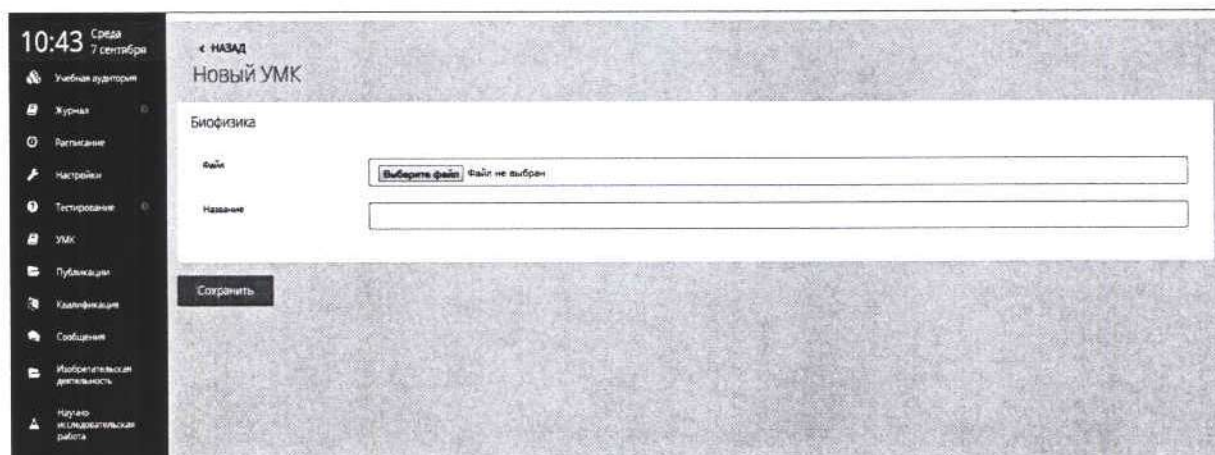 10:43 Среда
7 сентября
Учебная аудитория
Журнал
Расписание
Настройки
Тестирование
УМК
Публикации
Квалификация
Сообщения
Изобретательская
деятельность
Научно
исследовательская
работа
< НАЗАД
Новый УМК
Биофизика
Файл
Выберите файл Файл не выбран
Название
Сохранить